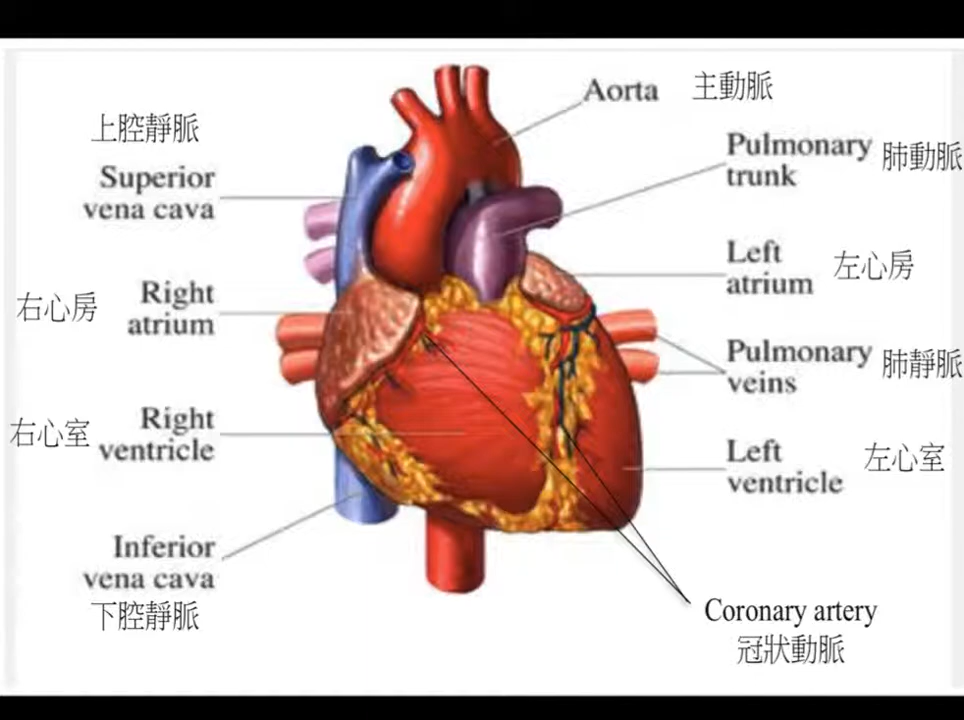 上腔靜脈
Superior
vena cava
右心房
Right
atrium
右心室
Right
ventricle
Inferior
vena cava
下腔靜脈
Aorta 主動脈
Pulmonary 肺動脈
trunk
Left
atrium 左心房
Pulmonary 肺靜脈
veins
Left 左心室
ventricle
Coronary artery
冠狀動脈